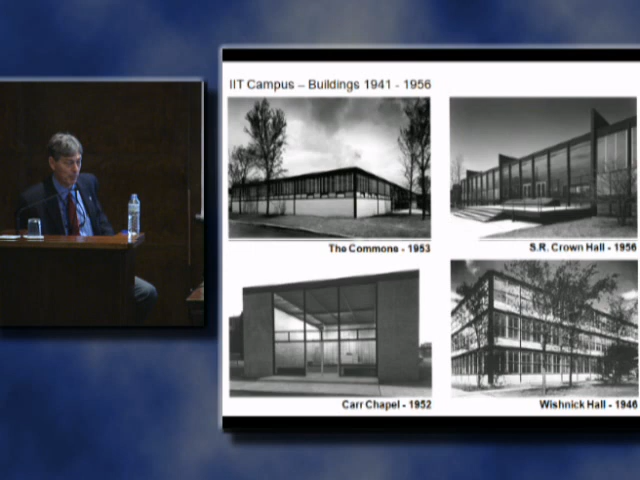 IIT Campus – Buildings 1941 - 1956
The Commons - 1953
S.R. Crown Hall - 1956
Carr Chapel - 1952
Wishnick Hall - 1946